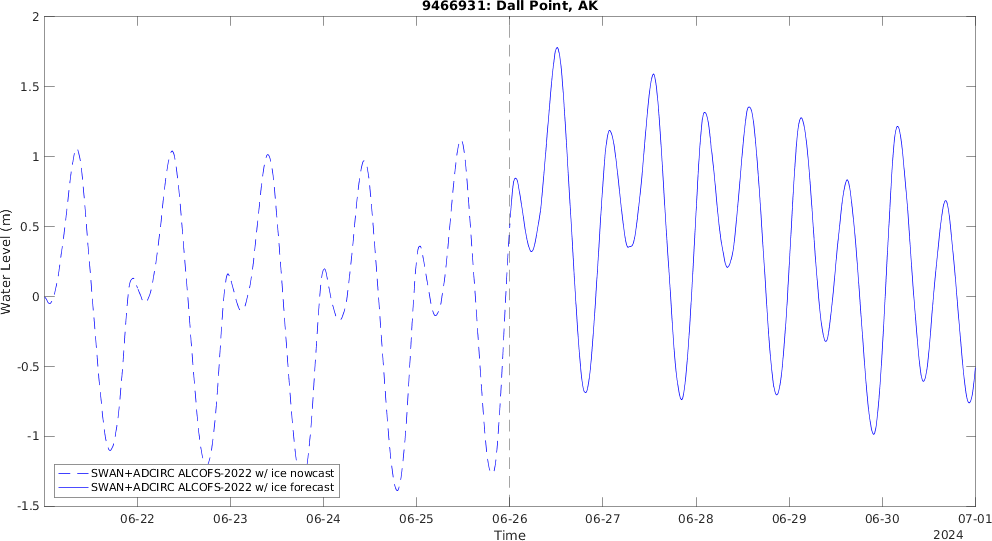 9466931: Dall Point, AK
2
1.5
1
0.5
0
-0.5
-1
-1.5
Water Level (m)
SWAN+ADCIRC ALCOFS-2022 w/ ice nowcast
SWAN+ADCIRC ALCOFS-2022 w/ ice forecast
06-22 06-23 06-24 06-25 06-26 06-27 06-28 06-29 06-30 07-01
Time
2024